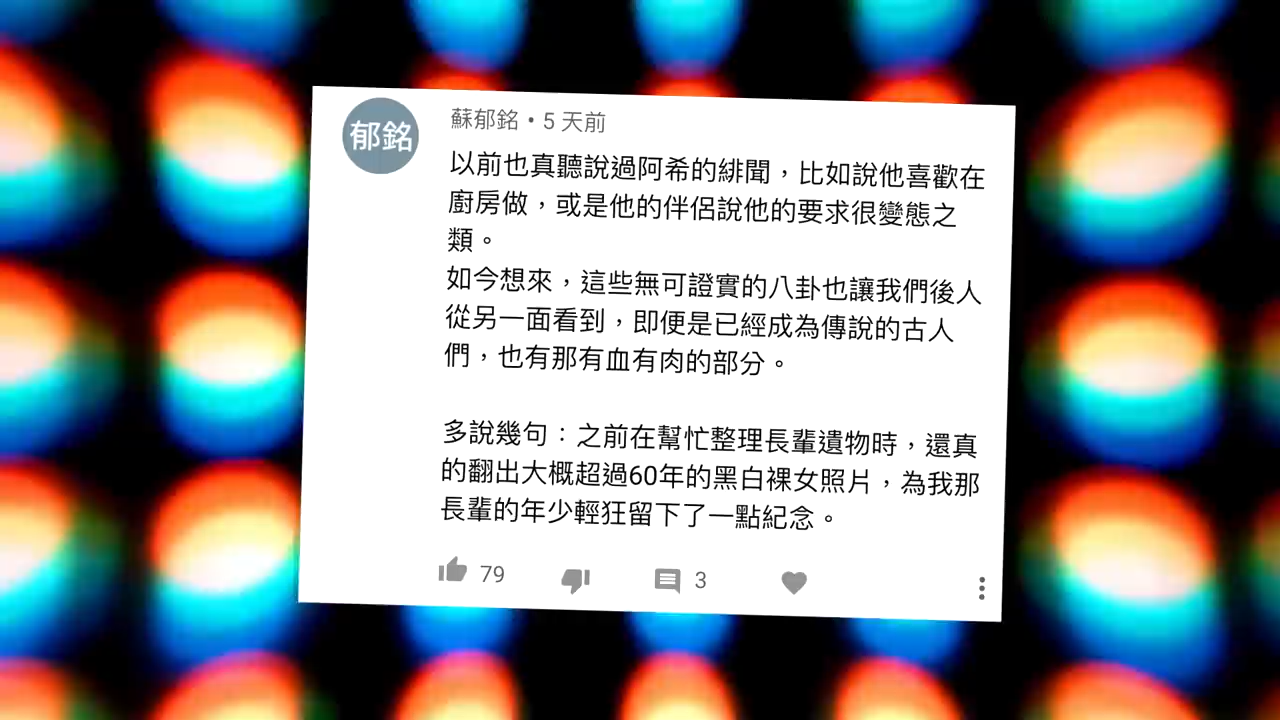 郁銘
蘇郁銘 • 5 天前
以前也真聽說過阿希的緋聞，比如說他喜歡在
廚房做，或是他的伴侶說他的要求很變態之
類。
如今想來，這些無可證實的八卦也讓我們後人
從另一面看到，即便是已經成為傳說的古人
們，也有那有血有肉的部分。
多說幾句：之前在幫忙整理長輩遺物時，還真
的翻出大概超過60年的黑白裸女照片，為我那
長輩的年少輕狂留下了一點紀念。
79 3